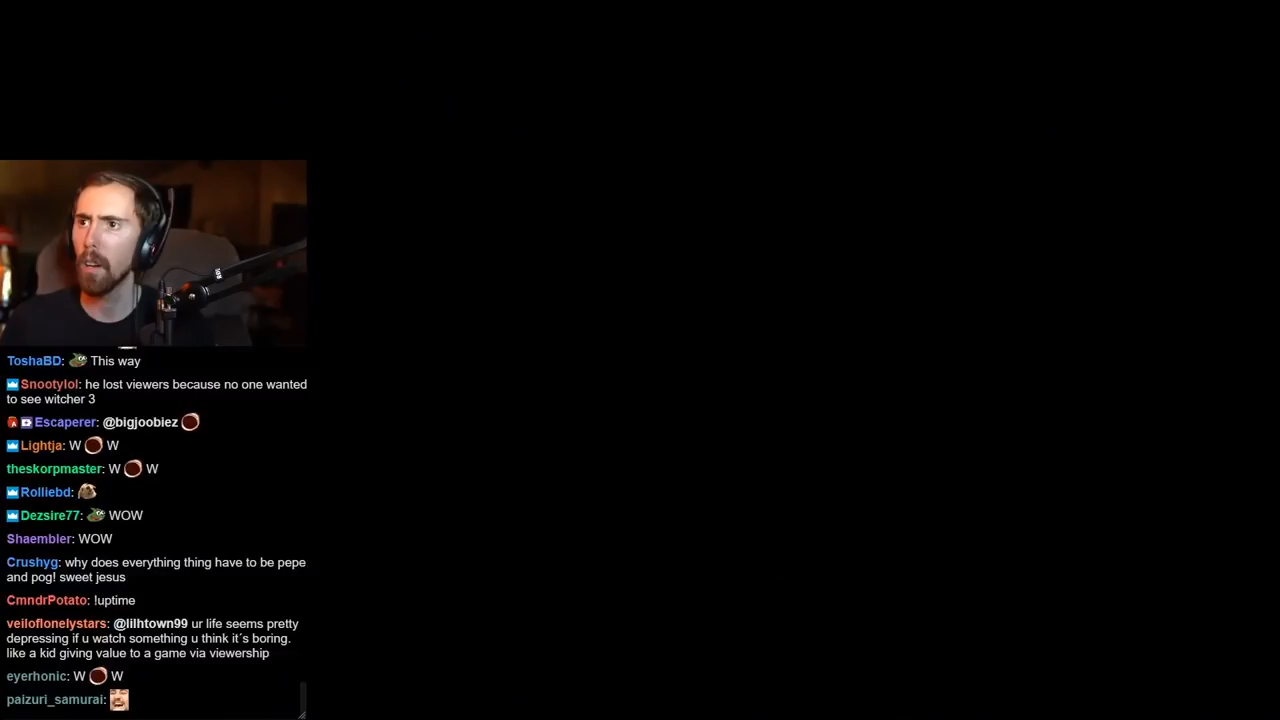 ToshaBD: This way
Snootylol: he lost viewers because no one wanted
to see witcher 3
Escaperer: @bigjoobiez
Lightja: W W
theskorpmaster: W W
Rolliebd:
Dezsire77: WOW
Shaembler: WOW
Crushyg: why does everything thing have to be pepe
and pog! sweet jesus
CmndrPotato: !uptime
veiloflonelystars: @lilhtown99 ur life seems pretty
depressing if u watch something u think it´s boring.
like a kid giving value to a game via viewership
eyerhonic: W W
paizuri_samurai: